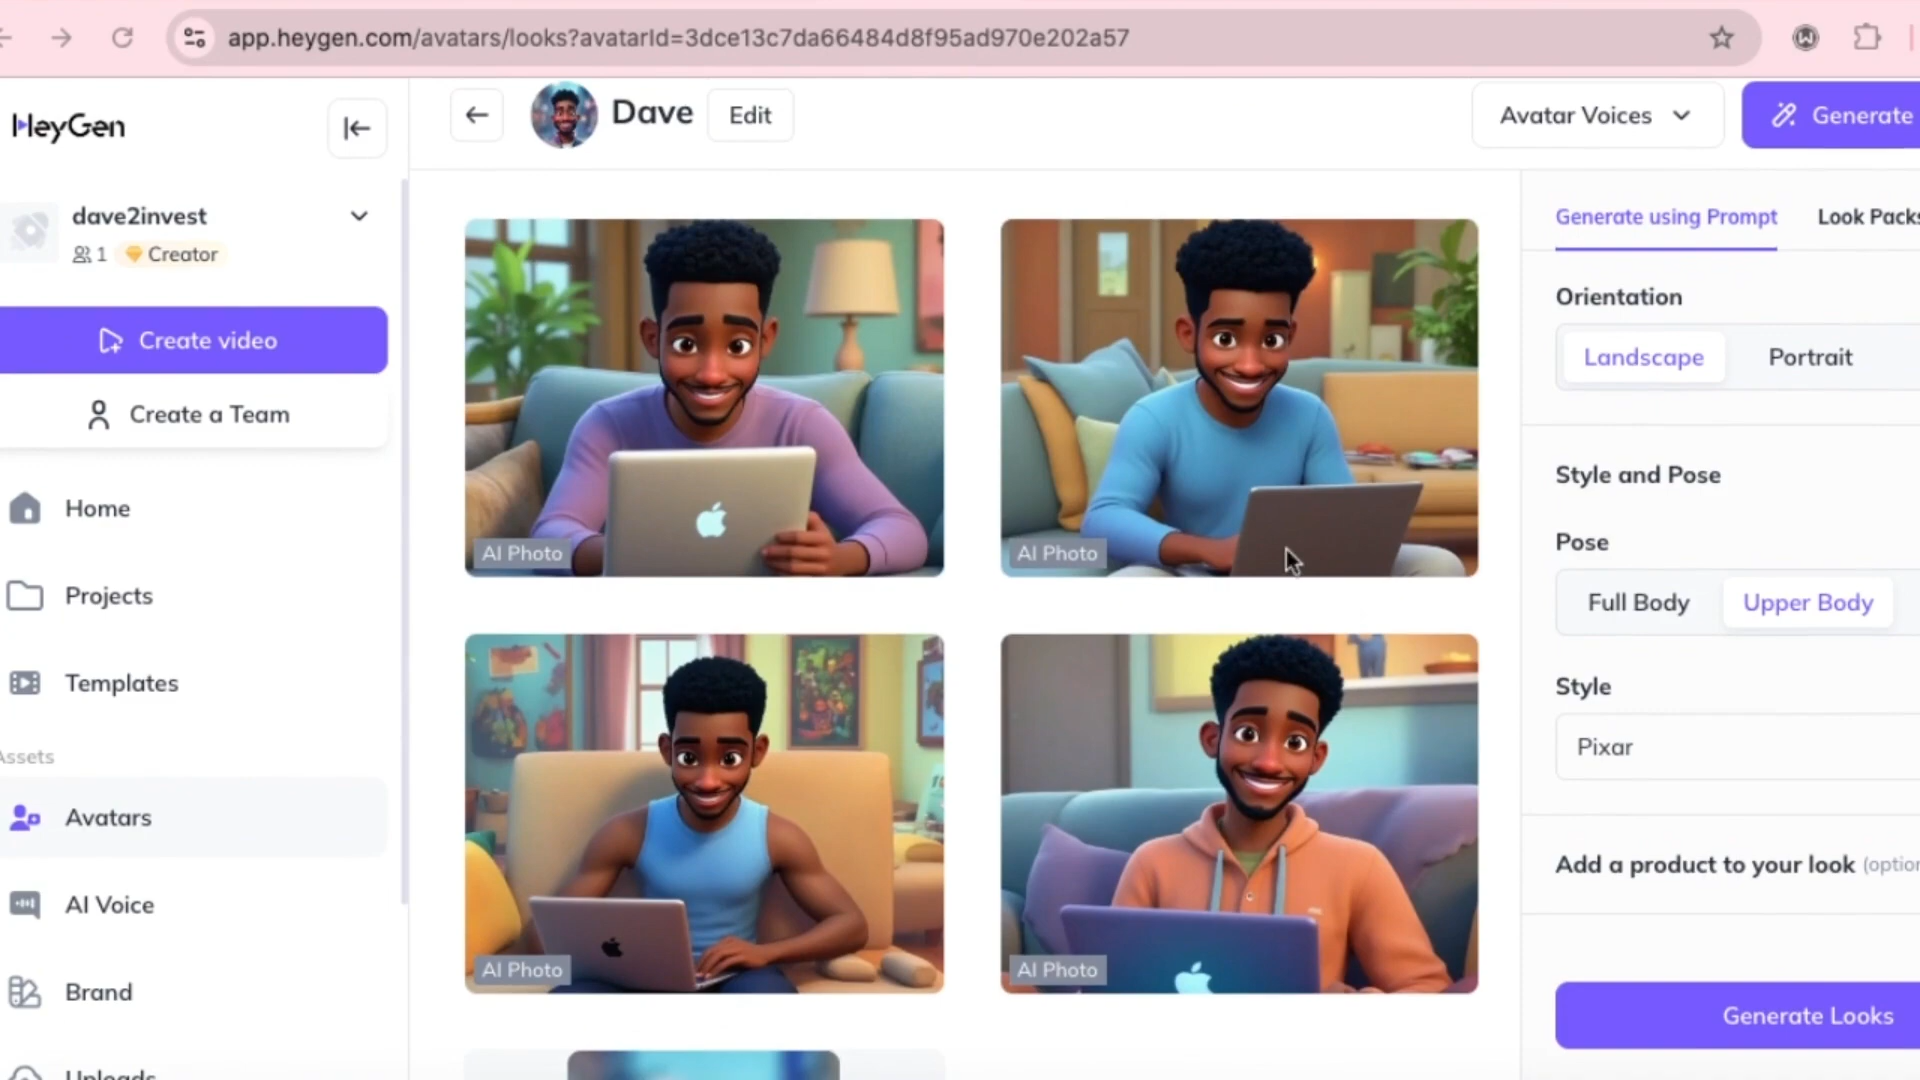 app.heygen.com/avatars/looks?avatarId=3dce13c7da66484d8f95ad970e202a57
HeyGen
Dave
Edit
Avatar Voices
Generate
dave2invest
1
Creator
Create video
Create a Team
Home
Projects
Templates
Assets
Avatars
AI Voice
Brand
Uploads
AI Photo
AI Photo
AI Photo
AI Photo
Generate using Prompt
Look Packs
Orientation
Landscape
Portrait
Style and Pose
Pose
Full Body
Upper Body
Style
Pixar
Add a product to your look (option
Generate Looks